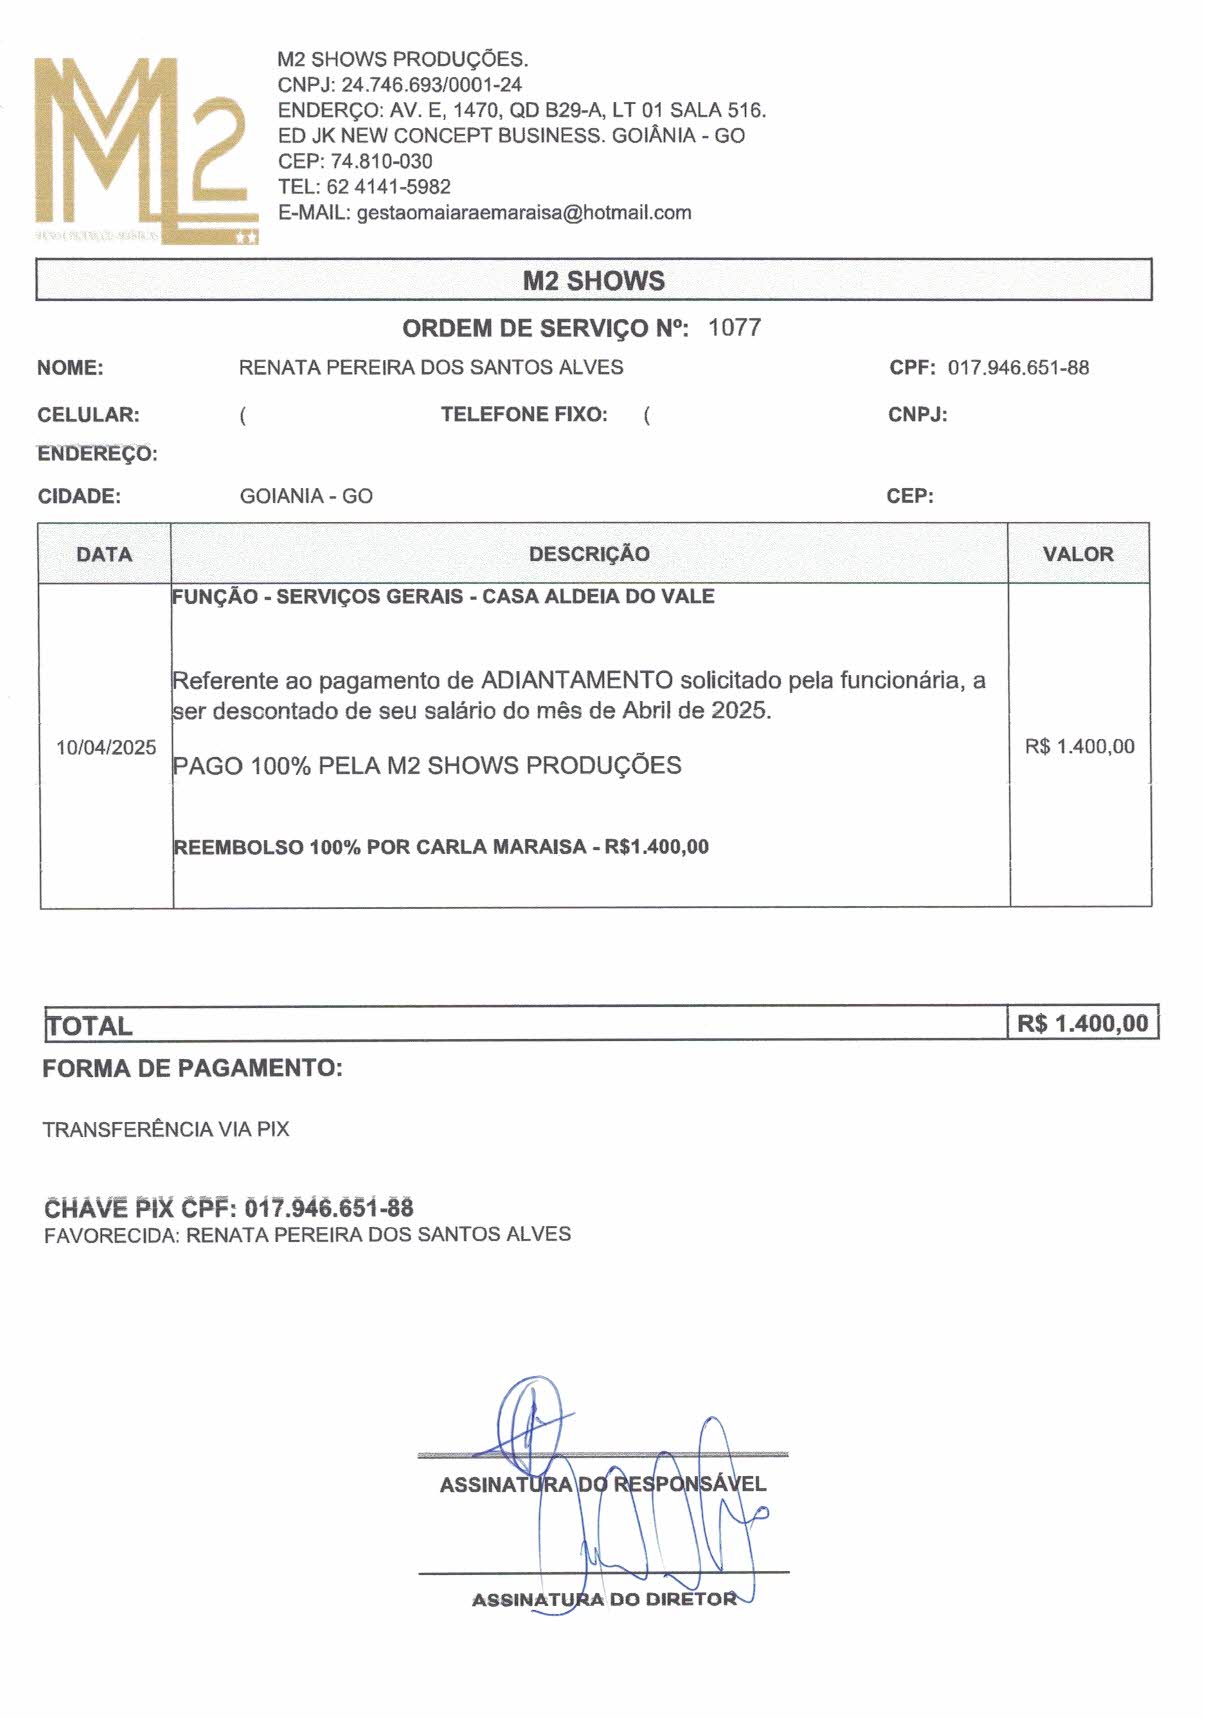 M2 SHOWS PRODUÇÕES.
CNPJ: 24.746.693/0001-24
ENDERÇO: AV. E, 1470, QD B29-A, LT 01 SALA 516.
ED JK NEW CONCEPT BUSINESS. GOIÂNIA - GO
CEP: 74.810-030
TEL: 62 4141-5982
E-MAIL: gestaomaiaraemaraisa@hotmail.com
M2
M2 SHOWS
ORDEM DE SERVIÇO Nº: 1077
NOME: RENATA PEREIRA DOS SANTOS ALVES CPF: 017.946.651-88
CELULAR: ( TELEFONE FIXO: ( CNPJ:
ENDEREÇO:
CIDADE: GOIANIA - GO CEP:
DATA DESCRIÇÃO VALOR
FUNÇÃO - SERVIÇOS GERAIS - CASA ALDEIA DO VALE
Referente ao pagamento de ADIANTAMENTO solicitado pela funcionária, a
ser descontado de seu salário do mês de Abril de 2025.
10/04/2025 R$ 1.400,00
PAGO 100% PELA M2 SHOWS PRODUÇÕES
REEMBOLSO 100% POR CARLA MARAISA - R$1.400,00
TOTAL R$ 1.400,00
FORMA DE PAGAMENTO:
TRANSFERÊNCIA VIA PIX
CHAVE PIX CPF: 017.946.651-88
FAVORECIDA: RENATA PEREIRA DOS SANTOS ALVES
ASSINATURA DO RESPONSÁVEL
ASSINATURA DO DIRETOR